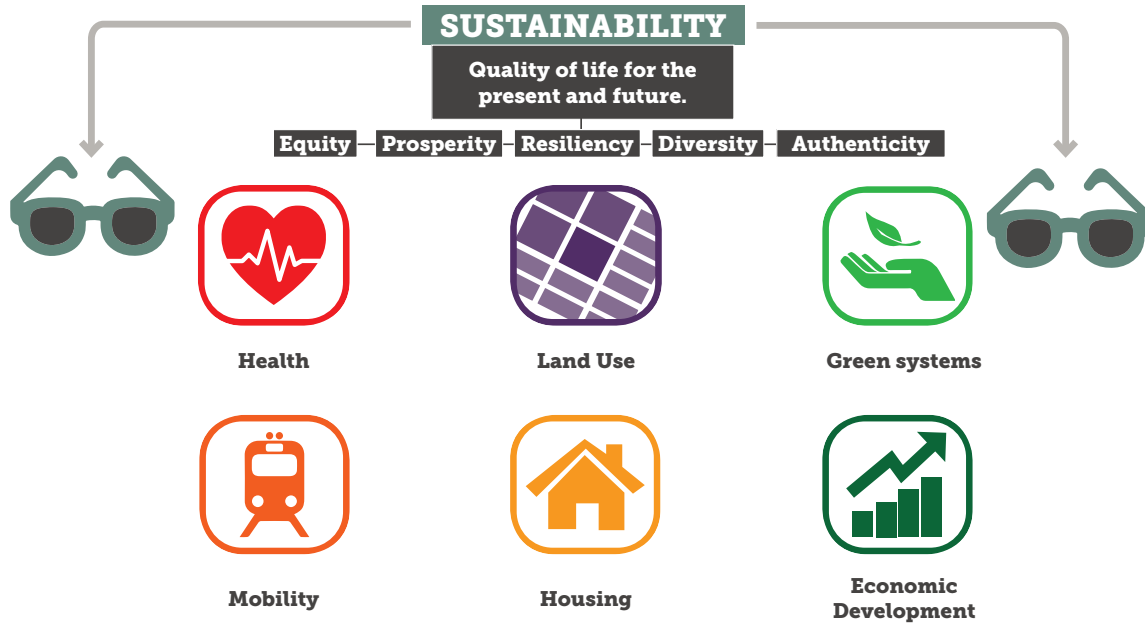 SUSTAINABILITY
Quality of life for the
present and future.
Equity Prosperity Resiliency Diversity Authenticity
Health Land Use Green systems
Mobility Housing Economic
Development